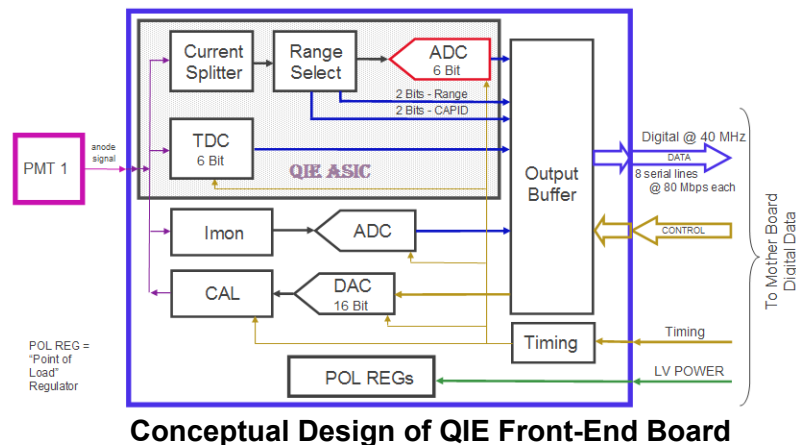 Current
Splitter
Range
Select
ADC
6 Bit
2 Bits - Range
2 Bits - CAPID
PMT 1
anode
signal
TDC
6 Bit
QIE ASIC
Output
Buffer
Digital @ 40 MHz
DATA
8 serial lines
@ 80 Mbps each
Imon
ADC
CONTROL
To Mother Board
Digital Data
CAL
DAC
16 Bit
Timing
Timing
POL REG =
“Point of
Load”
Regulator
POL REGs
LV POWER
Conceptual Design of QIE Front-End Board